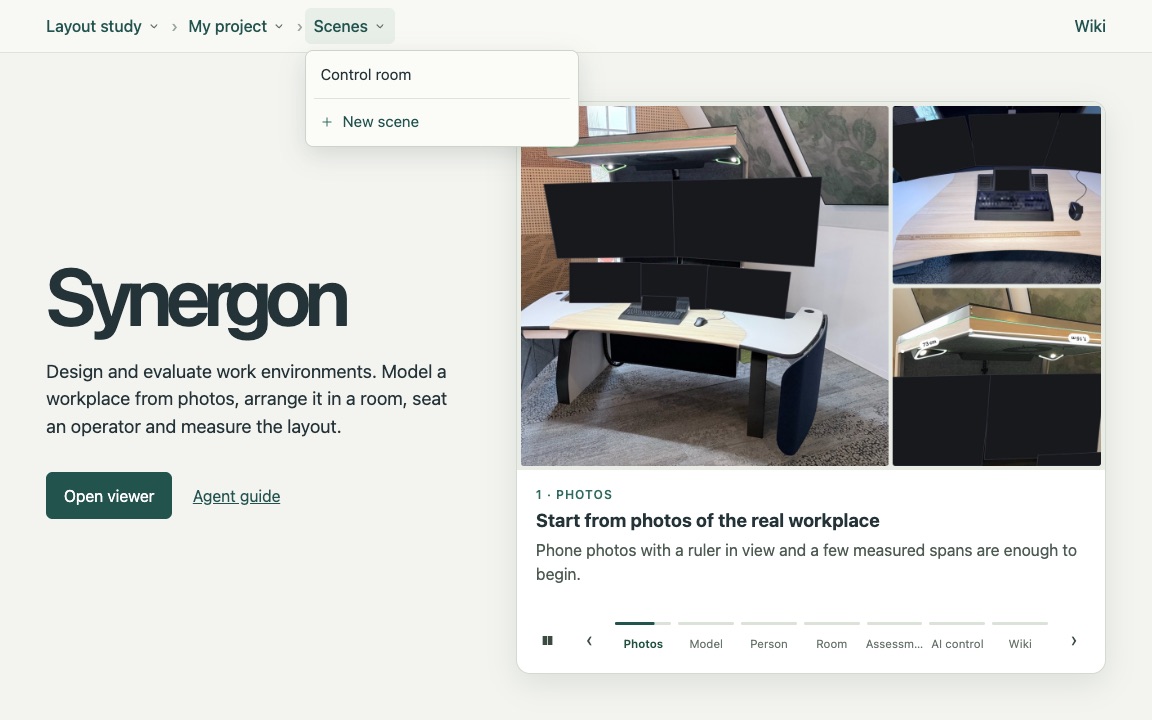 Layout study
My project
Scenes
Wiki
Control room
+ New scene
Synergon
Design and evaluate work environments. Model a
workplace from photos, arrange it in a room, seat
an operator and measure the layout.
Open viewer
Agent guide
1 · PHOTOS
Start from photos of the real workplace
Phone photos with a ruler in view and a few measured spans are enough to
begin.
Photos
Model
Person
Room
Assessm...
AI control
Wiki